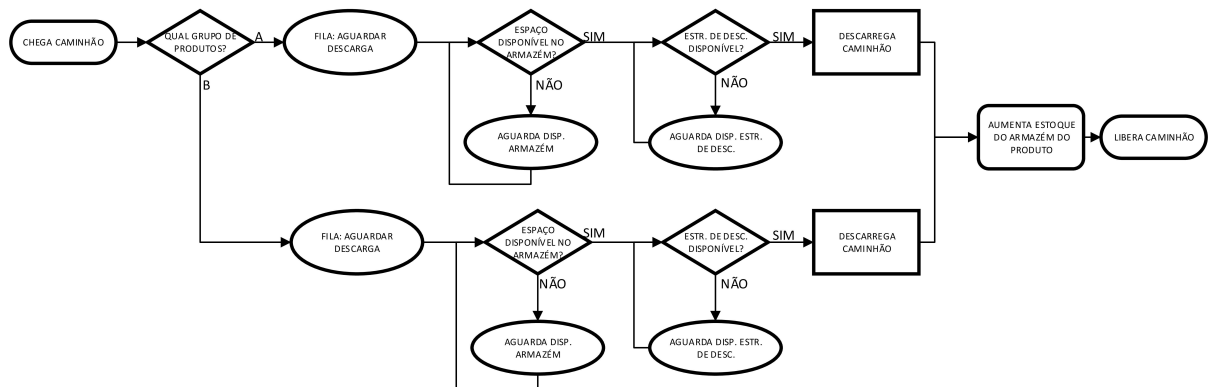 CHEGA CAMINHÃO
QUAL GRUPO DE
PRODUTOS?
A
B
FILA: AGUARDAR
DESCARGA
ESPAÇO
DISPONÍVEL NO
ARMAZÉM?
SIM
NÃO
AGUARDA DISP.
ARMAZÉM
ESTR. DE DESC.
DISPONÍVEL?
SIM
NÃO
AGUARDA DISP. ESTR.
DE DESC.
DESCARREGA
CAMINHÃO
AUMENTA ESTOQUE
DO ARMAZÉM DO
PRODUTO
LIBERA CAMINHÃO
FILA: AGUARDAR
DESCARGA
ESPAÇO
DISPONÍVEL NO
ARMAZÉM?
SIM
NÃO
AGUARDA DISP.
ARMAZÉM
ESTR. DE DESC.
DISPONÍVEL?
SIM
NÃO
AGUARDA DISP. ESTR.
DE DESC.
DESCARREGA
CAMINHÃO